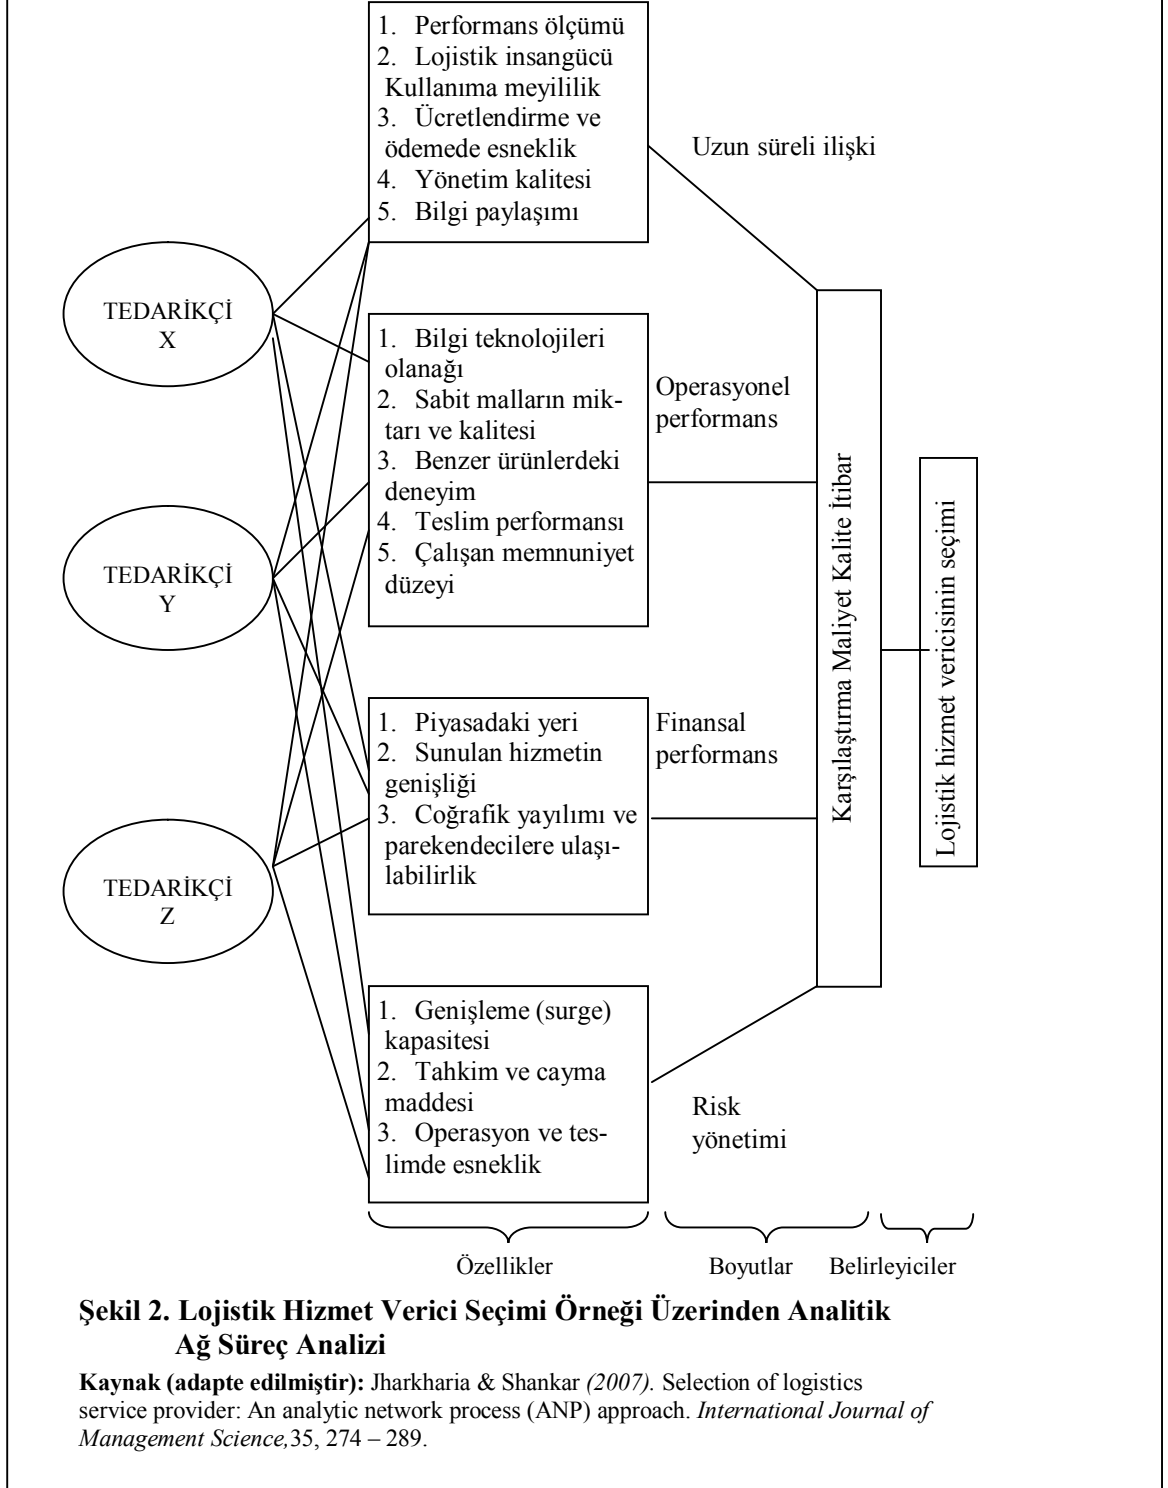 1. Performans ölçümü
2. Lojistik insangücü
Kullanıma meyililik
3. Ücretlendirme ve
ödemede esneklik
4. Yönetim kalitesi
5. Bilgi paylaşımı
Uzun süreli ilişki
TEDARİKÇİ
X
1. Bilgi teknolojileri
olanağı
2. Sabit malların mik-
tarı ve kalitesi
3. Benzer ürünlerdeki
deneyim
4. Teslim performansı
5. Çalışan memnuniyet
düzeyi
Operasyonel
performans
TEDARİKÇİ
Y
Karşılaştırma Maliyet Kalite İtibar
Lojistik hizmet vericisinin seçimi
1. Piyasadaki yeri
2. Sunulan hizmetin
genişliği
3. Coğrafik yayılımı ve
parekendecilere ulaşı-
labilirlik
Finansal
performans
TEDARİKÇİ
Z
1. Genişleme (surge)
kapasitesi
2. Tahkim ve cayma
maddesi
3. Operasyon ve tes-
limde esneklik
Risk
yönetimi
Özellikler
Boyutlar
Belirleyiciler
Şekil 2. Lojistik Hizmet Verici Seçimi Örneği Üzerinden Analitik
Ağ Süreç Analizi
Kaynak (adapte edilmiştir): Jharkharia & Shankar (2007). Selection of logistics
service provider: An analytic network process (ANP) approach. International Journal of
Management Science,35, 274 – 289.